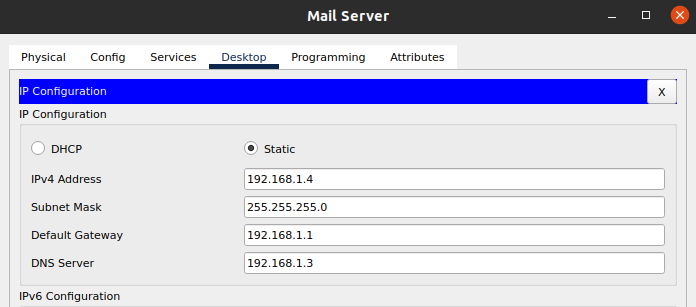 Mail Server
Physical Config Services Desktop Programming Attributes
IP Configuration X
IP Configuration
DHCP Static
IPv4 Address 192.168.1.4
Subnet Mask 255.255.255.0
Default Gateway 192.168.1.1
DNS Server 192.168.1.3
IPv6 Configuration